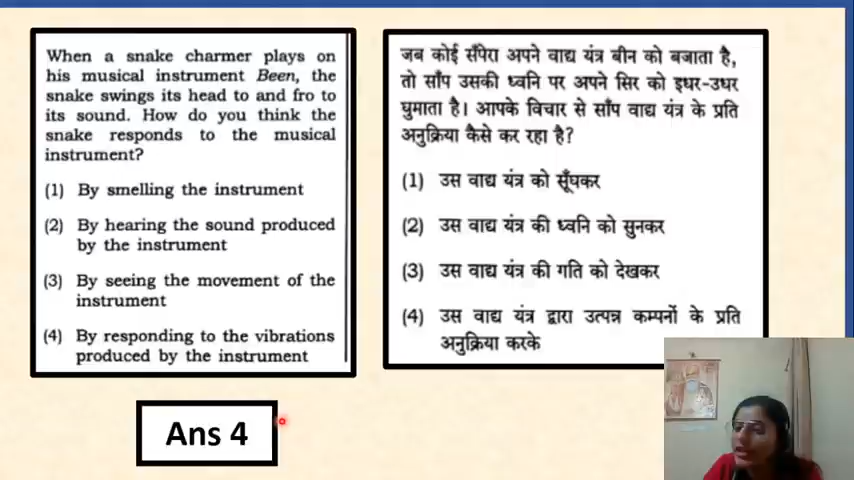 When a snake charmer plays on
his musical instrument Been, the
snake swings its head to and fro to
its sound. How do you think the
snake responds to the musical
instrument?
(1) By smelling the instrument
(2) By hearing the sound produced
by the instrument
(3) By seeing the movement of the
instrument
(4) By responding to the vibrations
produced by the instrument
जब कोई सँपेरा अपने वाद्य यंत्र बीन को बजाता है,
तो साँप उसकी ध्वनि पर अपने सिर को इधर-उधर
घुमाता है। आपके विचार से साँप वाद्य यंत्र के प्रति
अनुक्रिया कैसे कर रहा है?
(1) उस वाद्य यंत्र को सूँघकर
(2) उस वाद्य यंत्र की ध्वनि को सुनकर
(3) उस वाद्य यंत्र की गति को देखकर
(4) उस वाद्य यंत्र द्वारा उत्पन्न कम्पनों के प्रति
अनुक्रिया करके
Ans 4